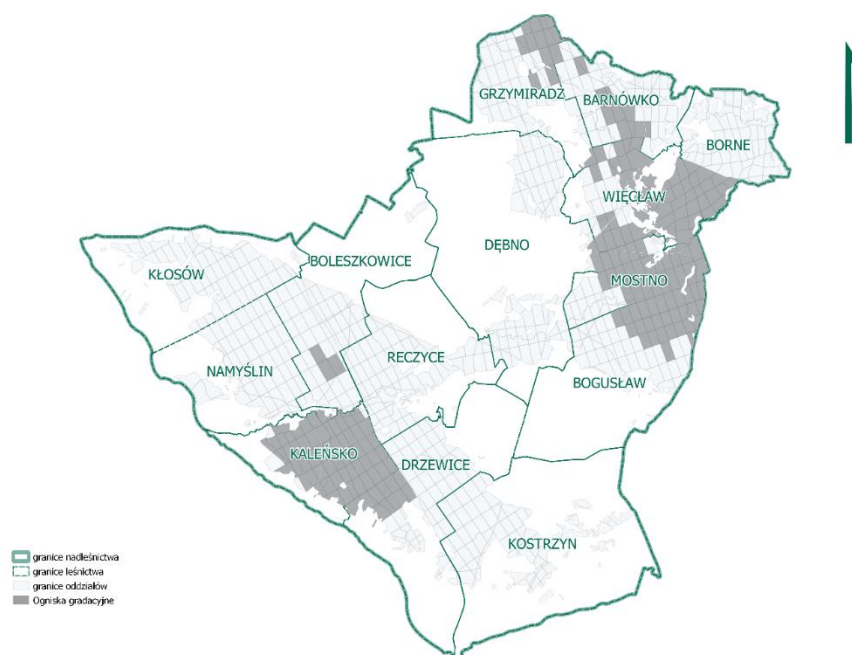 GRZYMIRADZ
BARNÓWKO
BORNE
WIĘCŁAW
DĘBNO
BOLESZKOWICE
KŁOSÓW
MOSTNO
RECZYCE
NAMYŚLIN
BOGUSŁAW
KALEŃSKO
DRZEWICE
KOSTRZYN
granice nadleśnictwa
granice leśnictwa
granice oddziałów
Ogniska gradacyjne